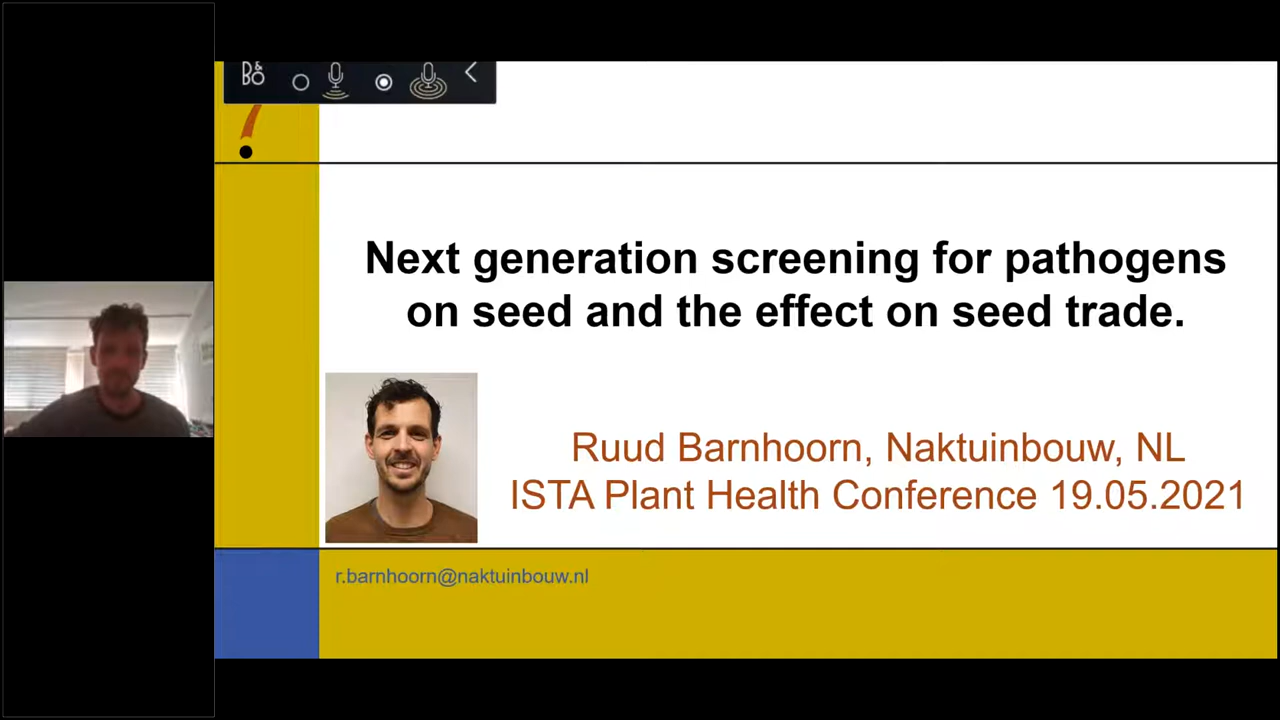 B&O
Next generation screening for pathogens
on seed and the effect on seed trade.
Ruud Barnhoorn, Naktuinbouw, NL
ISTA Plant Health Conference 19.05.2021
r.barnhoorn@naktuinbouw.nl